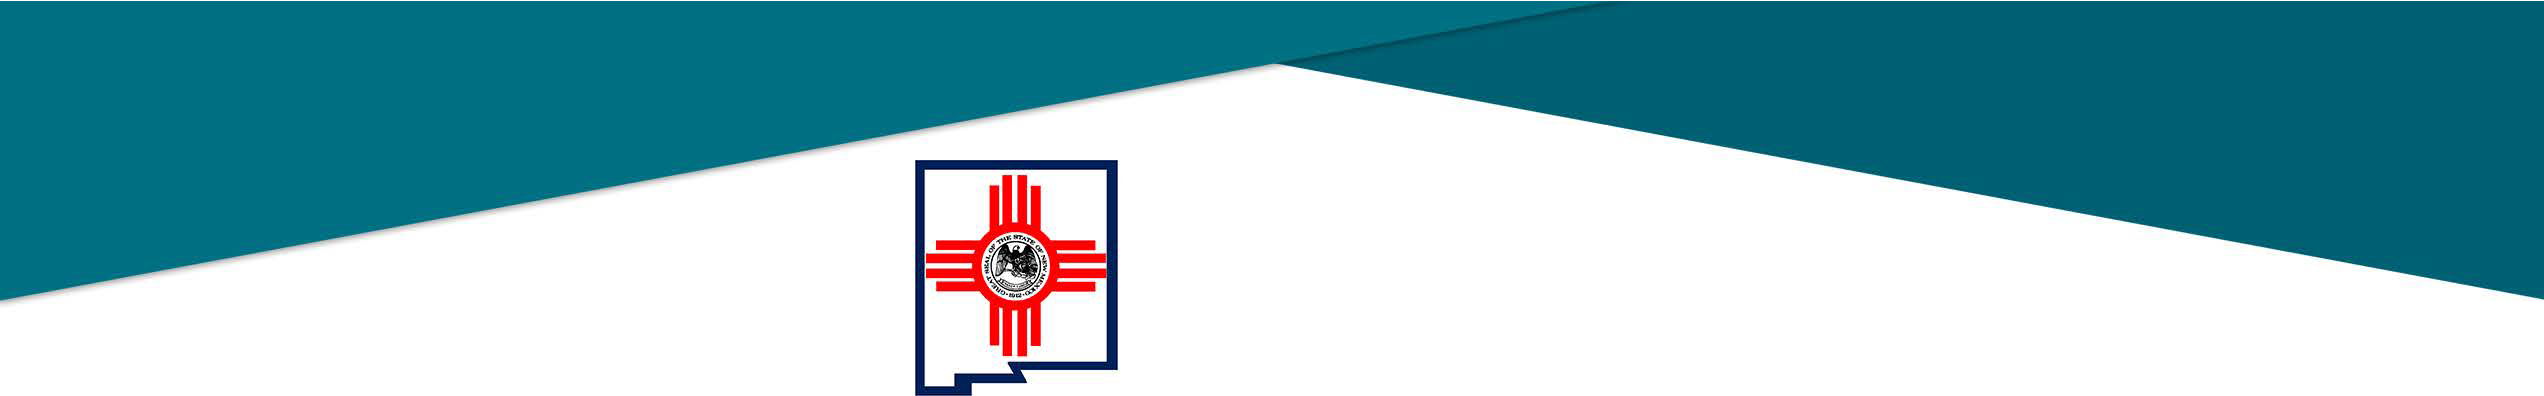 GREAT SEAL OF THE STATE OF NEW MEXICO
• 1912 •